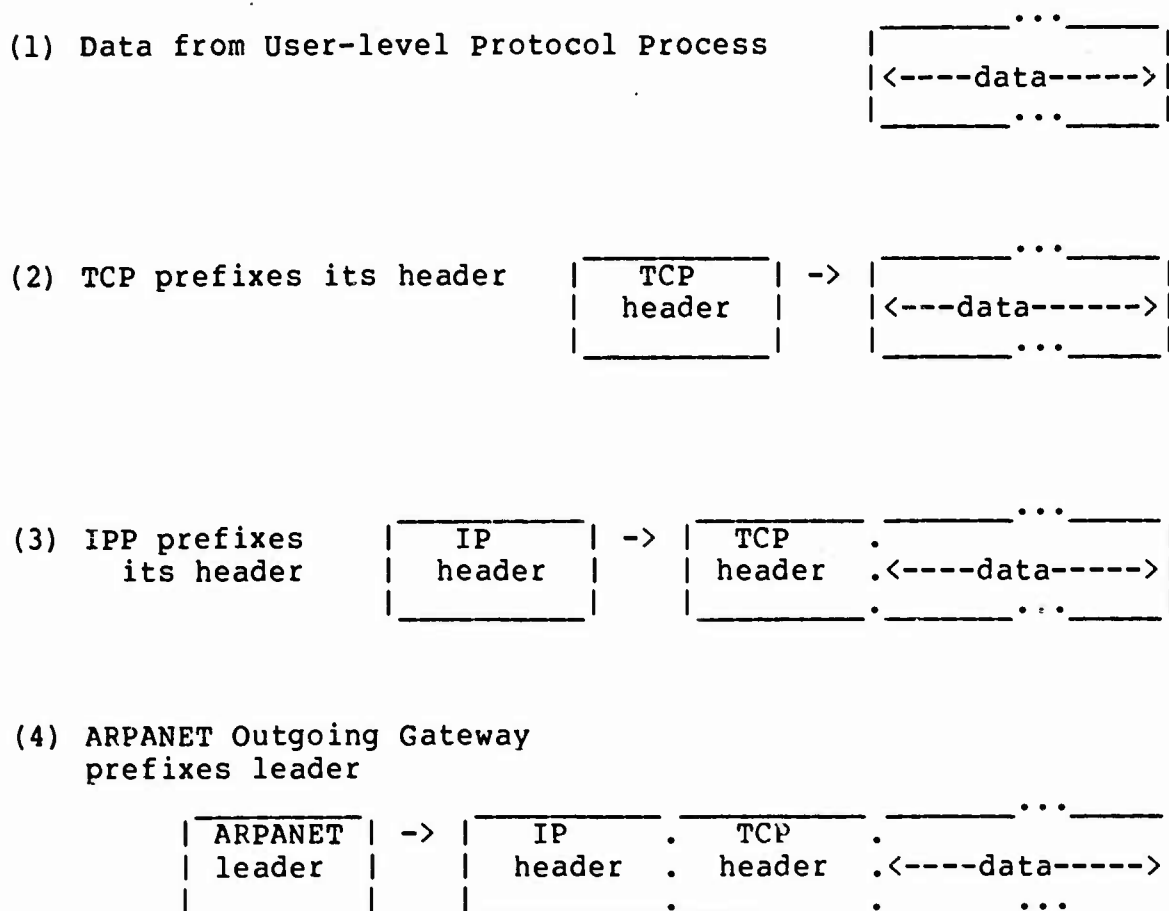 (1) Data from User-level Protocol Process
...
|<----data----->|
...
(2) TCP prefixes its header | TCP | -> | ...
| header | |<---data------>|
...
(3) IPP prefixes | IP | -> | TCP . ...
its header | header | | header .<----data----->
...
(4) ARPANET Outgoing Gateway
prefixes leader
...
| ARPANET | -> | IP . TCP .
| leader | | header . header .<----data----->
...